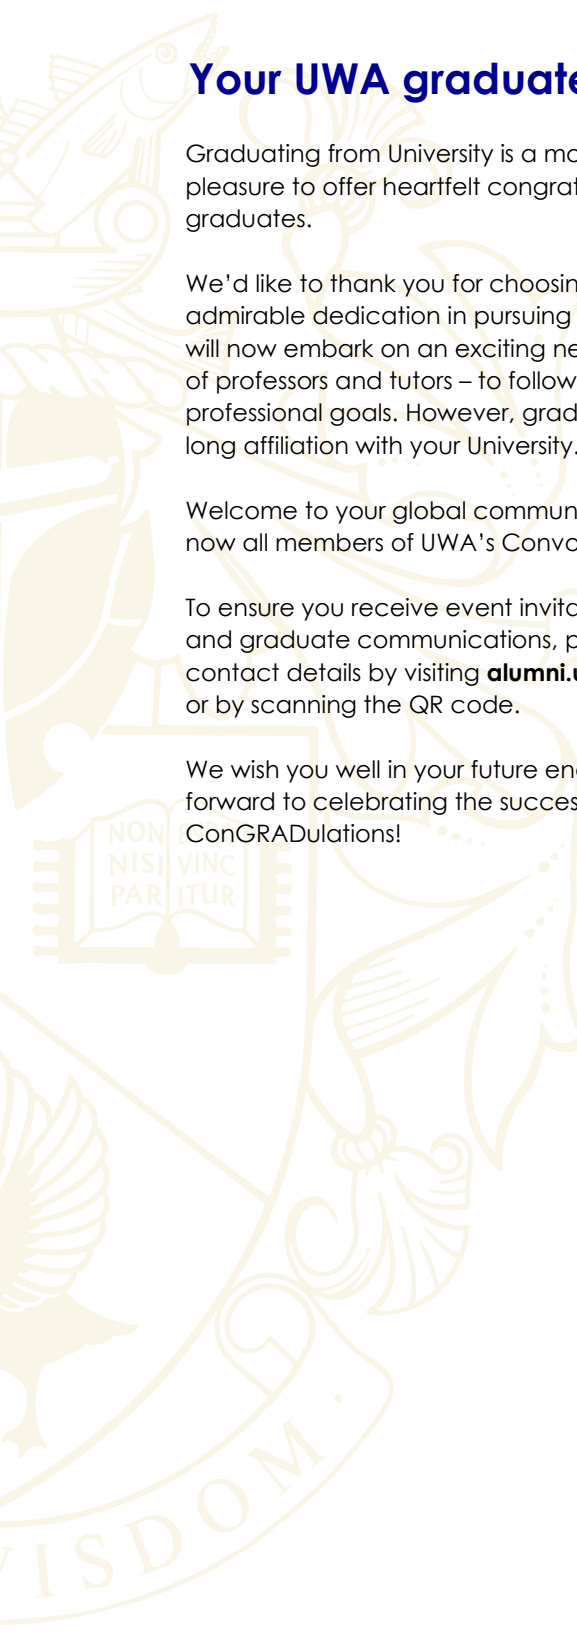 Your UWA graduate
Graduating from University is a mo
pleasure to offer heartfelt congrat
graduates.
We’d like to thank you for choosin
admirable dedication in pursuing
will now embark on an exciting ne
of professors and tutors – to follow
professional goals. However, grad
long affiliation with your University.
Welcome to your global commun
now all members of UWA’s Convo
To ensure you receive event invita
and graduate communications, p
contact details by visiting alumni.u
or by scanning the QR code.
We wish you well in your future end
forward to celebrating the succes
ConGRADulations!
NON
NISI VINC
PAR ITUR
WISDOM.